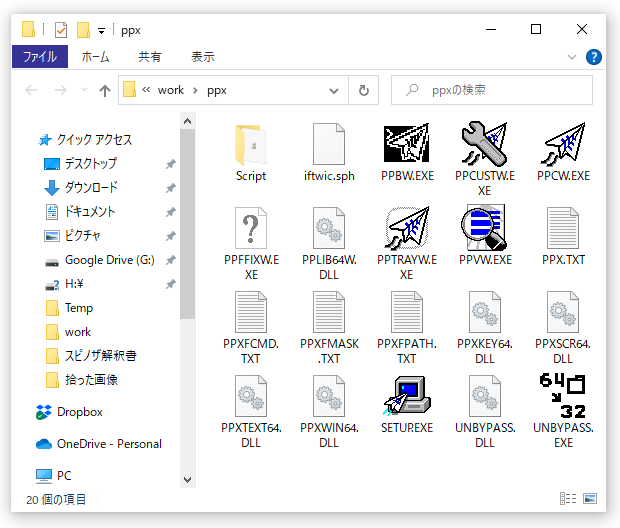 ppx
ファイル ホーム 共有 表示
work ppx ppxの検索
クイック アクセス
デスクトップ
ダウンロード
ドキュメント
ピクチャ
Google Drive (G:)
H:¥
Temp
work
スピノザ解釈書
拾った画像
Dropbox
OneDrive - Personal
PC
Script iftwic.sph PPBW.EXE PPCUSTW.E PPCW.EXE
XE
PPFFIXW.E PPLIB64W. PPTRAYW.E PPVW.EXE PPX.TXT
XE DLL XE
PPXFCMD. PPXFMASK PPXFPATH. PPXKEY64. PPXSCR64.
TXT .TXT TXT DLL DLL
64
32
PPXTEXT64. PPXWIN64. SETUP.EXE UNBYPASS. UNBYPASS.
DLL DLL DLL EXE
20 個の項目